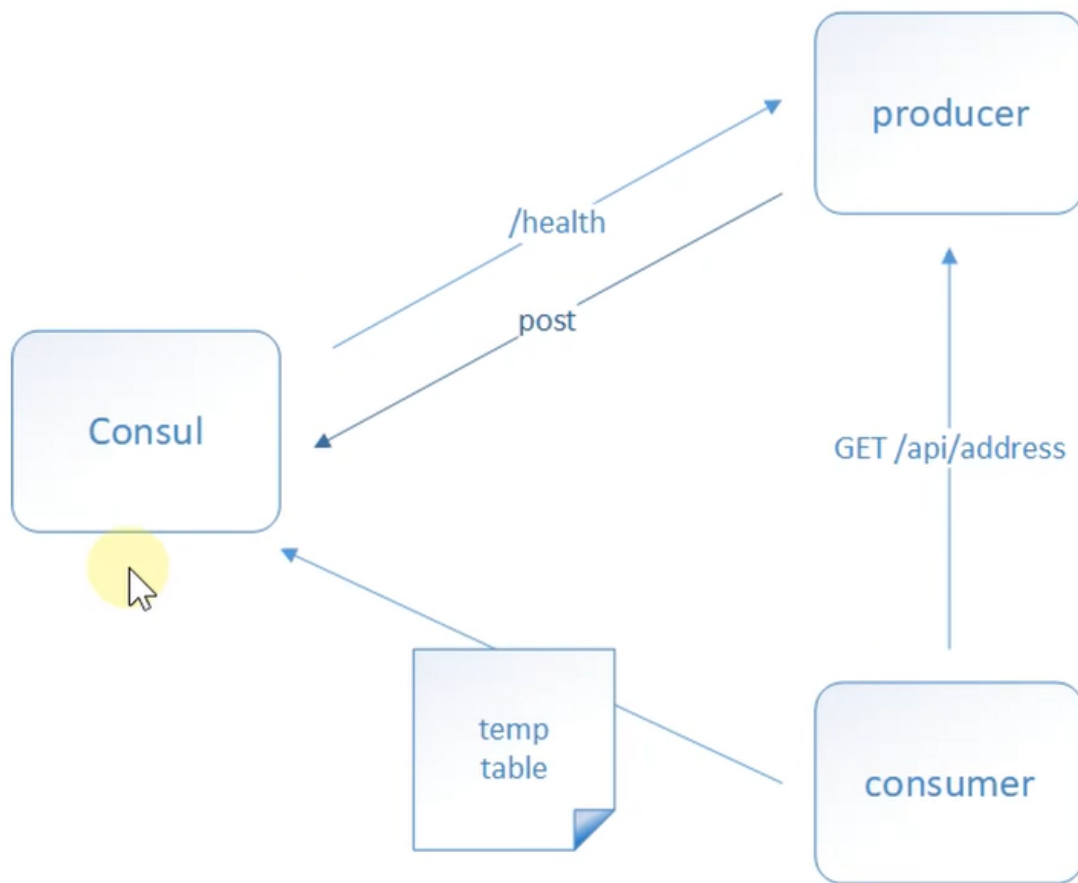 producer
/health
post
Consul
GET /api/address
temp
table
consumer